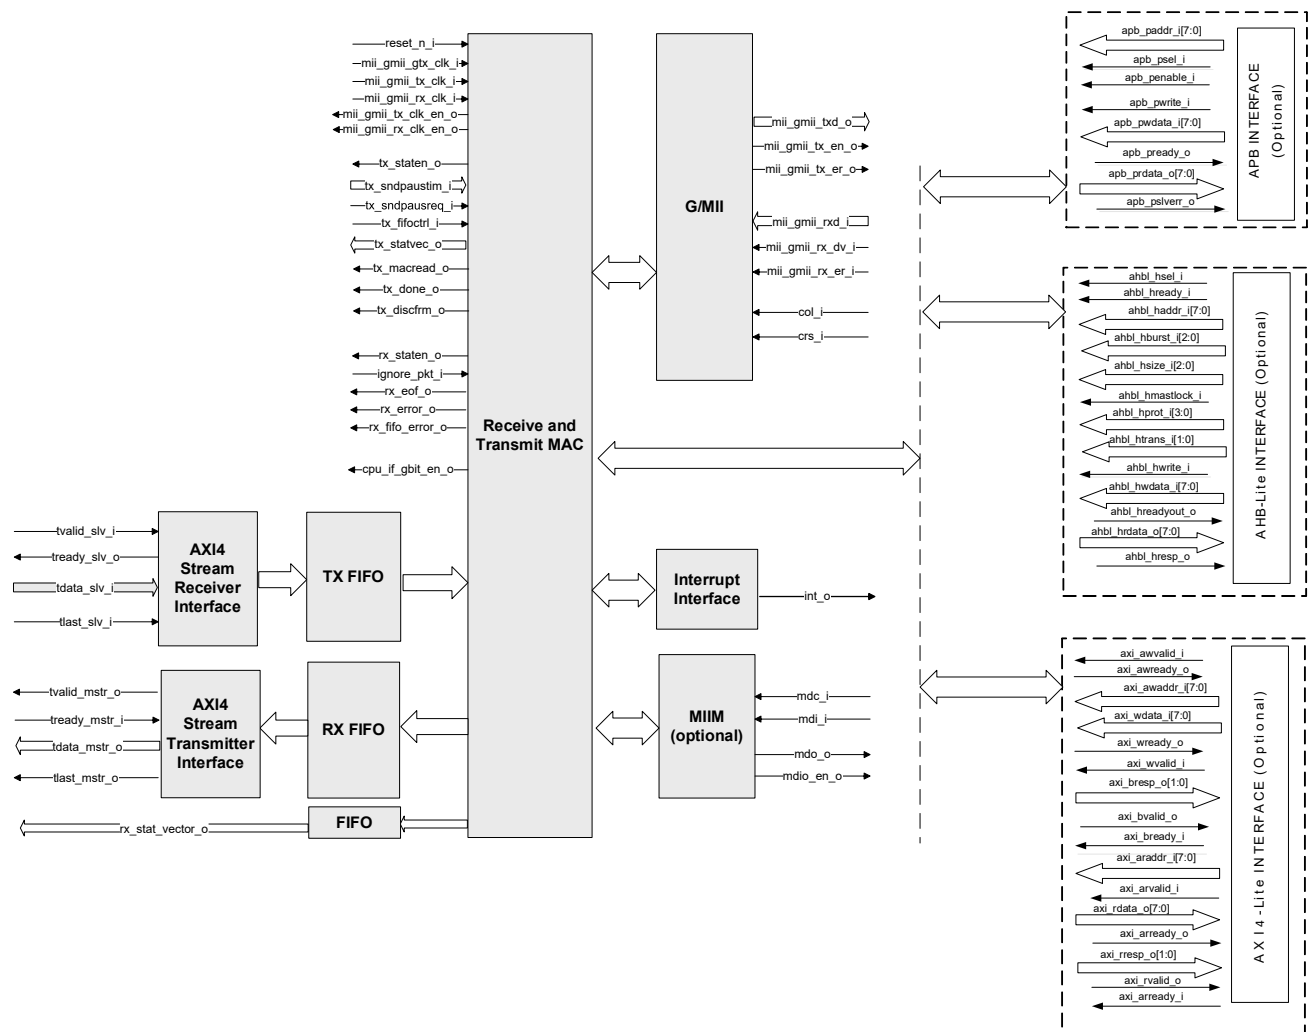 reset_n_i
mii_gmii_gtx_clk_i
mii_gmii_tx_clk_i
mii_gmii_rx_clk_i
mii_gmii_tx_clk_en_o
mii_gmii_rx_clk_en_o
tx_staten_o
tx_sndpaustim_i
tx_sndpausreq_i
tx_fifoctrl_i
tx_statvec_o
tx_macread_o
tx_done_o
tx_discfrm_o
rx_staten_o
ignore_pkt_i
rx_eof_o
rx_error_o
rx_fifo_error_o
cpu_if_gbit_en_o
Receive and
Transmit MAC
tvalid_slv_i
tready_slv_o
tdata_slv_i
tlast_slv_i
AXI4
Stream
Receiver
Interface
TX FIFO
tvalid_mstr_o
tready_mstr_i
tdata_mstr_o
tlast_mstr_o
AXI4
Stream
Transmitter
Interface
RX FIFO
rx_stat_vector_o
FIFO
G/MII
mii_gmii_txd_o
mii_gmii_tx_en_o
mii_gmii_tx_er_o
mii_gmii_rxd_i
mii_gmii_rx_dv_i
mii_gmii_rx_er_i
col_i
crs_i
Interrupt
Interface
int_o
MIIM
(optional)
mdc_i
mdi_i
mdo_o
mdio_en_o
apb_paddr_i[7:0]
apb_psel_i
apb_penable_i
apb_pwrite_i
apb_pwdata_i[7:0]
apb_pready_o
apb_prdata_o[7:0]
apb_pslverr_o
APB INTERFACE
(Optional)
ahbl_hsel_i
ahbl_hready_i
ahbl_haddr_i[7:0]
ahbl_hburst_i[2:0]
ahbl_hsize_i[2:0]
ahbl_hmastlock_i
ahbl_hprot_i[3:0]
ahbl_htrans_i[1:0]
ahbl_hwrite_i
ahbl_hwdata_i[7:0]
ahbl_hreadyout_o
ahbl_hrdata_o[7:0]
ahbl_hresp_o
AHB-Lite INTERFACE (Optional)
axi_awvalid_i
axi_awready_o
axi_awaddr_i[7:0]
axi_wdata_i[7:0]
axi_wready_o
axi_wvalid_i
axi_bresp_o[1:0]
axi_bvalid_o
axi_bready_i
axi_araddr_i[7:0]
axi_arvalid_i
axi_rdata_o[7:0]
axi_arready_o
axi_rresp_o[1:0]
axi_rvalid_o
axi_arready_i
AXI4-Lite INTERFACE (Optional)